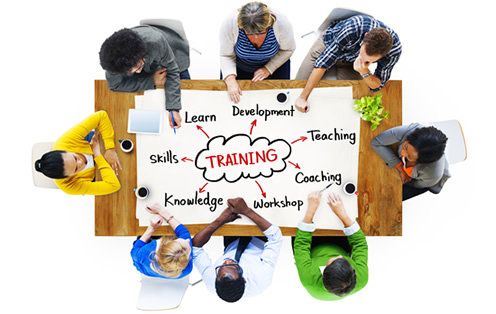 Learn
Development
Teaching
Skills
TRAINING
Coaching
Knowledge
Workshop